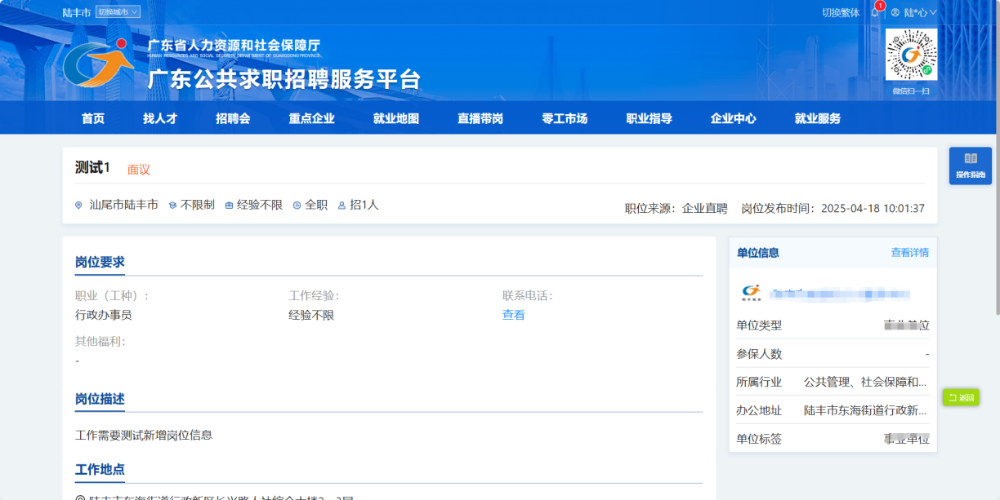 陆丰市 切换城市
切换繁体 1 陆*心
广东省人力资源和社会保障厅
HUMAN RESOURCES AND SOCIAL SECURITY DEPARTMENT OF GUANGDONG PROVINCE
广东公共求职招聘服务平台
微信扫一扫
首页 找人才 招聘会 重点企业 就业地图 直播带岗 零工市场 职业指导 企业中心 就业服务
测试1 面议
汕尾市陆丰市 不限制 经验不限 全职 招1人
职位来源：企业直聘 岗位发布时间：2025-04-18 10:01:37
操作指南
岗位要求
职业（工种）: 工作经验: 联系电话:
行政办事员 经验不限 查看
其他福利:
-
岗位描述
工作需要测试新增岗位信息
工作地点
单位信息 查看详情
单位类型
参保人数 -
所属行业 公共管理、社会保障和...
办公地址 陆丰市东海街道行政新...
单位标签 事业单位
返回